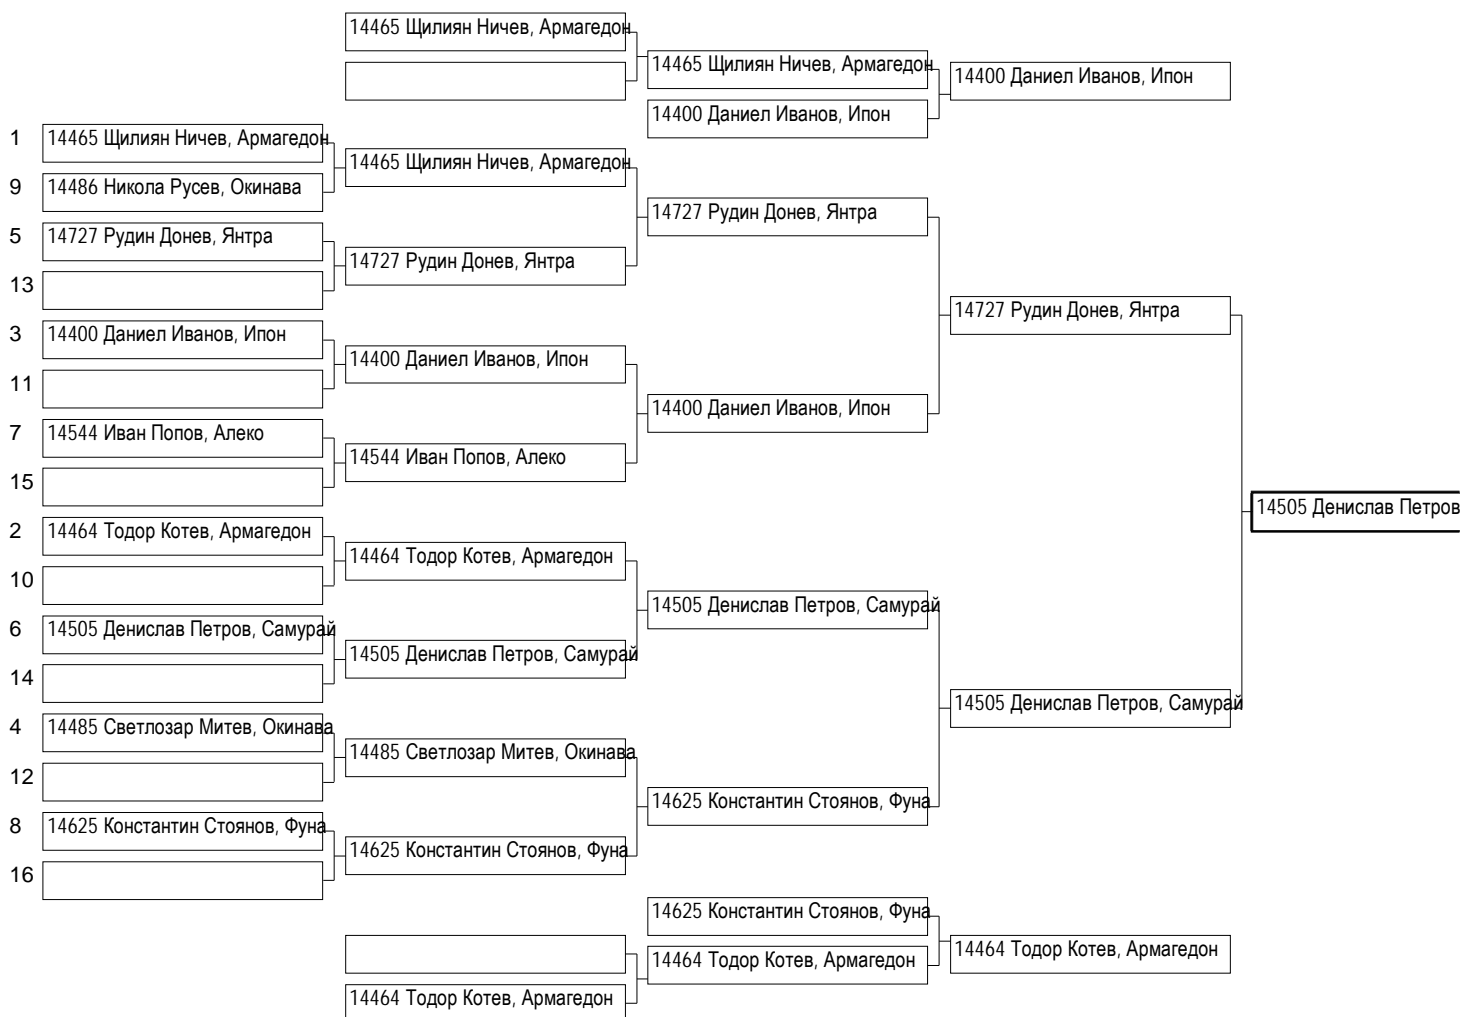 14465 Щилиян Ничев, Армагедон
14465 Щилиян Ничев, Армагедон
14400 Даниел Иванов, Ипон
14400 Даниел Иванов, Ипон
1 14465 Щилиян Ничев, Армагедон
14465 Щилиян Ничев, Армагедон
9 14486 Никола Русев, Окинава
14727 Рудин Донев, Янтра
5 14727 Рудин Донев, Янтра
14727 Рудин Донев, Янтра
13
14727 Рудин Донев, Янтра
3 14400 Даниел Иванов, Ипон
14400 Даниел Иванов, Ипон
11
14400 Даниел Иванов, Ипон
7 14544 Иван Попов, Алеко
14544 Иван Попов, Алеко
15
14505 Денислав Петров
2 14464 Тодор Котев, Армагедон
14464 Тодор Котев, Армагедон
10
14505 Денислав Петров, Самурай
6 14505 Денислав Петров, Самурай
14505 Денислав Петров, Самурай
14
14505 Денислав Петров, Самурай
4 14485 Светлозар Митев, Окинава
14485 Светлозар Митев, Окинава
12
14625 Константин Стоянов, Фуна
8 14625 Константин Стоянов, Фуна
14625 Константин Стоянов, Фуна
16
14625 Константин Стоянов, Фуна
14464 Тодор Котев, Армагедон
14464 Тодор Котев, Армагедон
14464 Тодор Котев, Армагедон